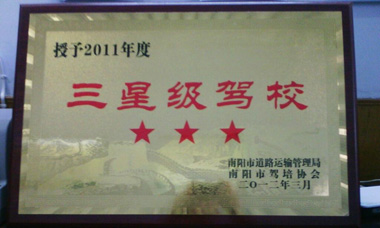 授予2011年度
三星级驾校
南阳市道路运输管理局
南阳市驾培协会
二〇一二年三月